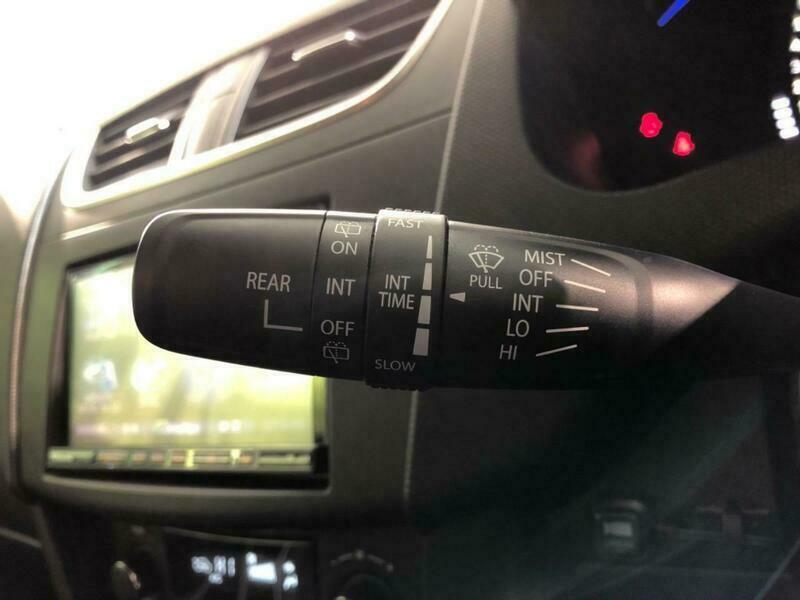 REAR
ON
INT
OFF
FAST
INT
TIME
SLOW
PULL
MIST
OFF
INT
LO
HI